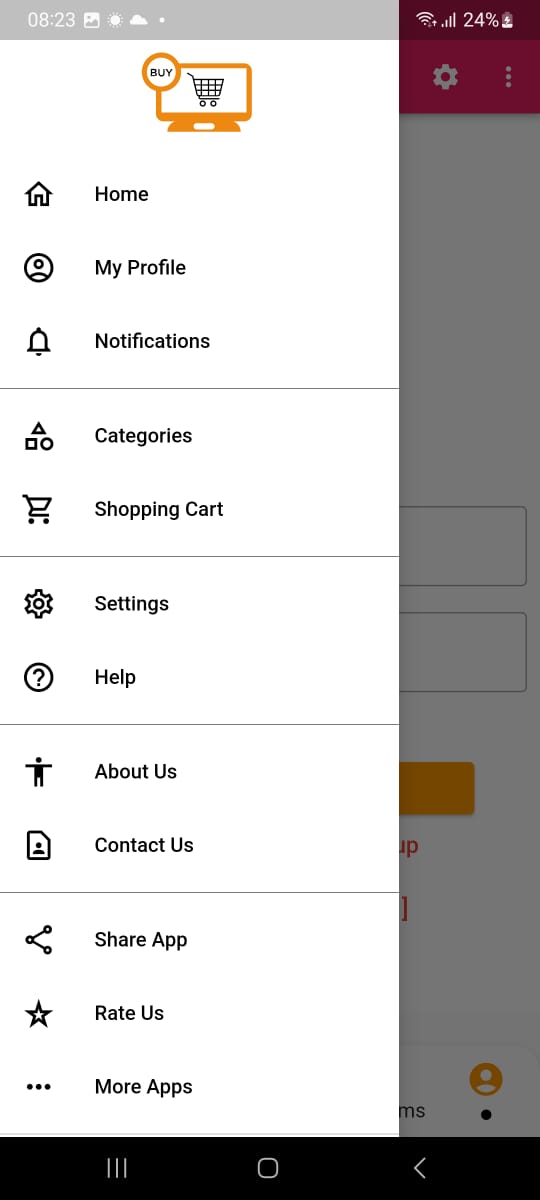 08:23
24%
BUY
Home
My Profile
Notifications
Categories
Shopping Cart
Settings
Help
About Us
Contact Us
up
]
Share App
Rate Us
More Apps
ms